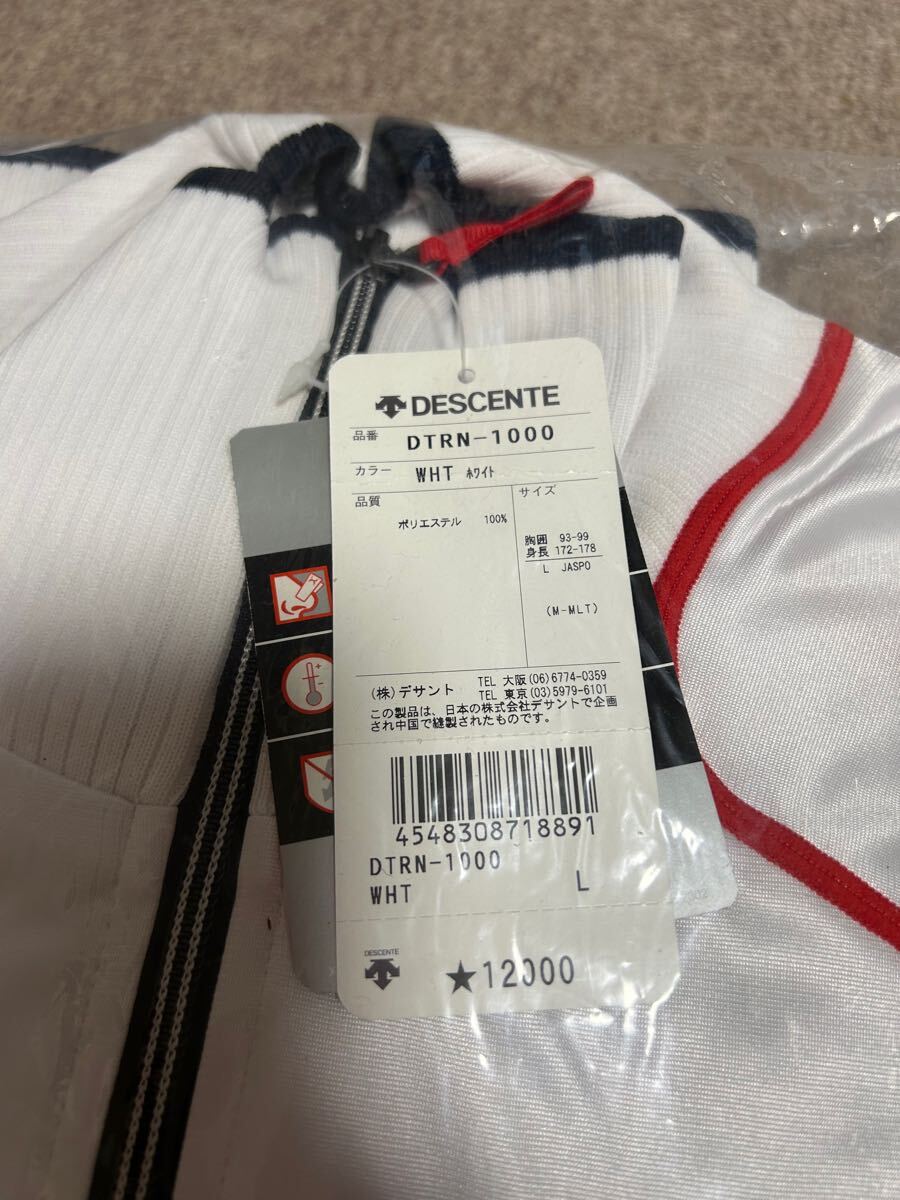 DESCENTE
品番 DTRN-1000
カラー WHT ホワイト
品質
ポリエステル 100%
サイズ
胸囲 93-99
身長 172-178
L JASPO
(M-MLT)
(株)デサント TEL 大阪(06)6774-0359
TEL 東京(03)5979-6101
この製品は、日本の株式会社デサントで企画
され中国で縫製されたものです。
4548308718891
DTRN-1000
WHT L
DESCENTE
★12000